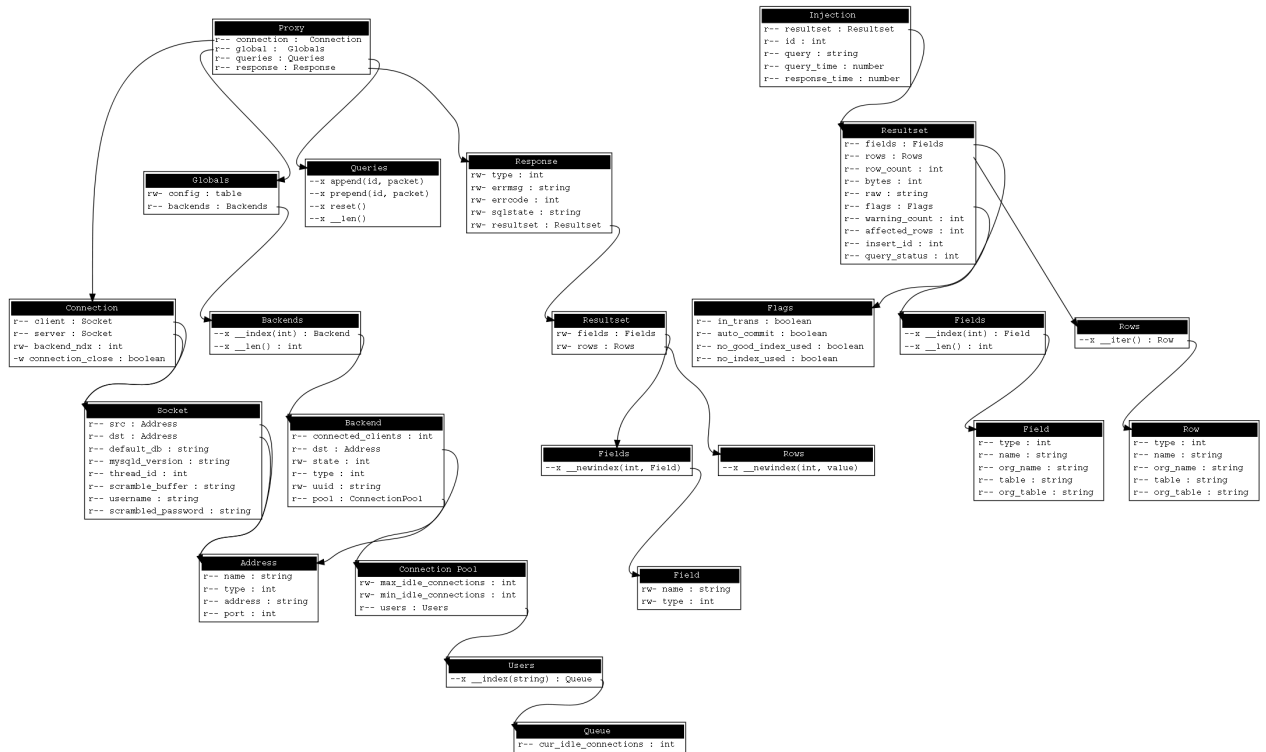 Proxy
r-- connection :  Connection
r-- global :  Globals
r-- queries : Queries
r-- response : Response
Injection
r-- resultset : Resultset
r-- id : int
r-- query : string
r-- query_time : number
r-- response_time : number
Resultset
r-- fields : Fields
r-- rows : Rows
r-- row_count : int
r-- bytes : int
r-- raw : string
r-- flags : Flags
r-- warning_count : int
r-- affected_rows : int
r-- insert_id : int
r-- query_status : int
Globals
rw- config : table
r-- backends : Backends
Queries
--x append(id, packet)
--x prepend(id, packet)
--x reset()
--x __len()
Response
rw- type : int
rw- errmsg : string
rw- errcode : int
rw- sqlstate : string
rw- resultset : Resultset
Connection
r-- client : Socket
r-- server : Socket
rw- backend_ndx : int
-w connection_close : boolean
Backends
--x __index(int) : Backend
--x __len() : int
Resultset
rw- fields : Fields
rw- rows : Rows
Flags
r-- in_trans : boolean
r-- auto_commit : boolean
r-- no_good_index_used : boolean
r-- no_index_used : boolean
Fields
--x __index(int) : Field
--x __len() : int
Rows
--x __iter() : Row
Socket
r-- src : Address
r-- dst : Address
r-- default_db : string
r-- mysqld_version : string
r-- thread_id : int
r-- scramble_buffer : string
r-- username : string
r-- scrambled_password : string
Backend
r-- connected_clients : int
r-- dst : Address
rw- state : int
r-- type : int
rw- uuid : string
r-- pool : ConnectionPool
Fields
--x __newindex(int, Field)
Rows
--x __newindex(int, value)
Field
r-- type : int
r-- name : string
r-- org_name : string
r-- table : string
r-- org_table : string
Row
r-- type : int
r-- name : string
r-- org_name : string
r-- table : string
r-- org_table : string
Address
r-- name : string
r-- type : int
r-- address : string
r-- port : int
Connection Pool
rw- max_idle_connections : int
rw- min_idle_connections : int
r-- users : Users
Field
rw- name : string
rw- type : int
Users
--x __index(string) : Queue
Queue
r-- cur_idle_connections : int